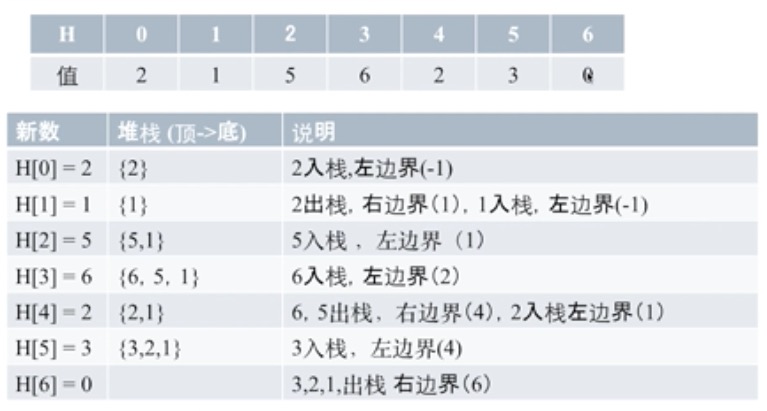 H 0 1 2 3 4 5 6
值 2 1 5 6 2 3 0
新数 堆栈 (顶->底) 说明
H[0] = 2 {2} 2入栈,左边界(-1)
H[1] = 1 {1} 2出栈, 右边界(1), 1入栈, 左边界(-1)
H[2] = 5 {5,1} 5入栈 , 左边界 (1)
H[3] = 6 {6, 5, 1} 6入栈, 左边界(2)
H[4] = 2 {2,1} 6, 5出栈, 右边界(4), 2入栈左边界(1)
H[5] = 3 {3,2,1} 3入栈, 左边界(4)
H[6] = 0 3,2,1,出栈 右边界(6)